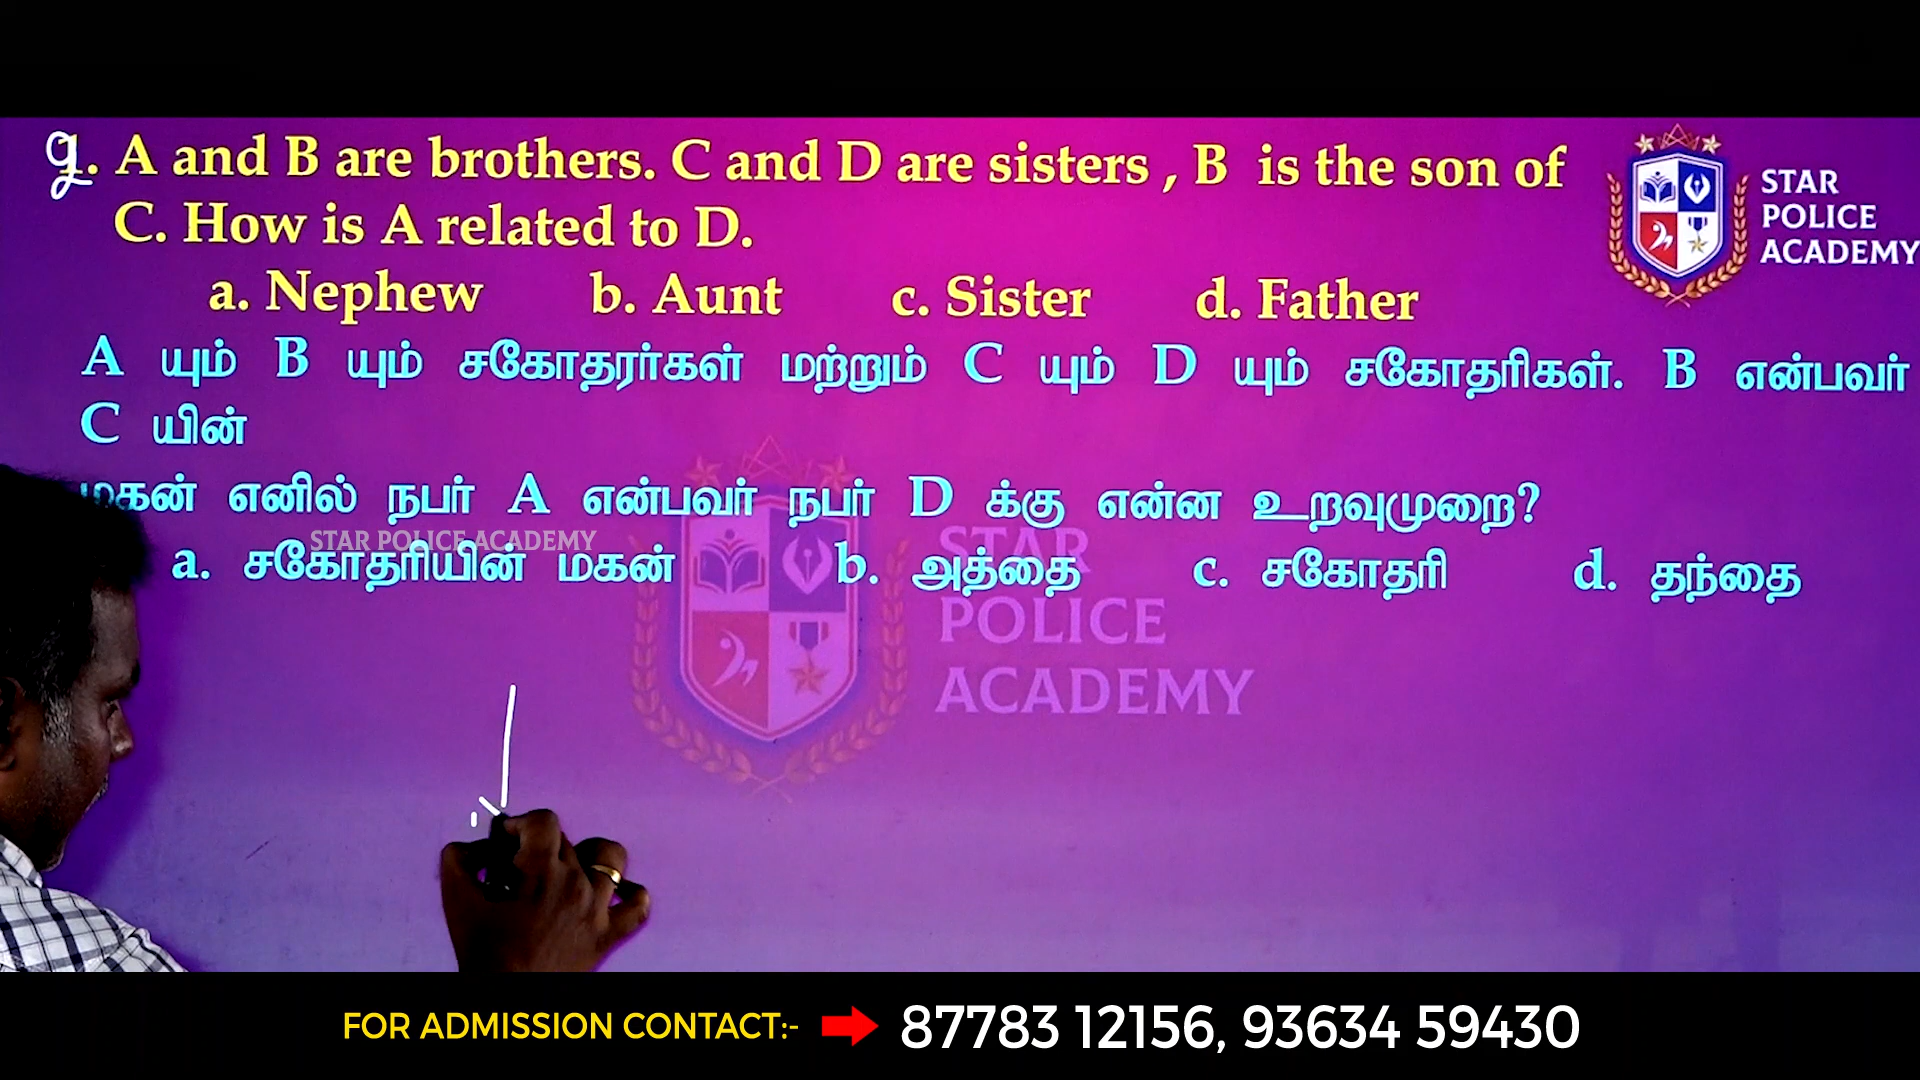 1. A and B are brothers. C and D are sisters , B is the son of
C. How is A related to D.
a. Nephew b. Aunt c. Sister d. Father
A யும் B யும் சகோதரர்கள் மற்றும் C யும் D யும் சகோதரிகள். B என்பவர்
C யின்
மகன் எனில் நபர் A என்பவர் நபர் D க்கு என்ன உறவுமுறை?
a. சகோதரியின் மகன் b. அத்தை c. சகோதரி d. தந்தை
STAR
POLICE
ACADEMY
STAR POLICE ACADEMY
STAR
POLICE
ACADEMY
FOR ADMISSION CONTACT:- 87783 12156, 93634 59430